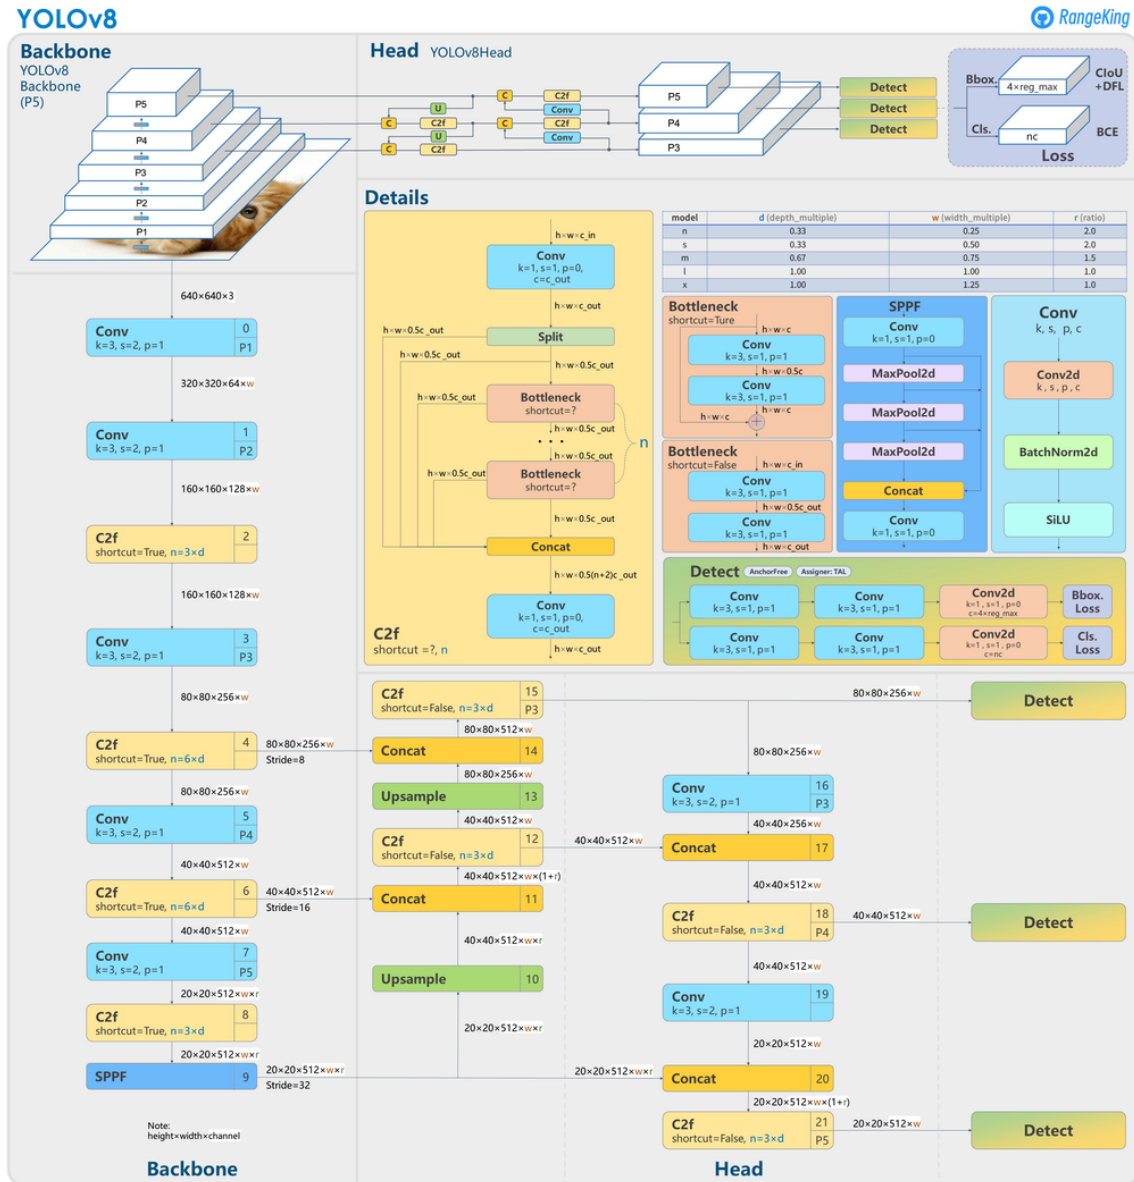 YOLOv8
RangeKing
Backbone
YOLOv8
Backbone
(P5)
P5
P4
P3
P2
P1
Head YOLOv8Head
C
C2f
U
Conv
C
C2f
C
C2f
U
Conv
C
C2f
P5
P4
P3
Detect
Detect
Detect
Bbox.
4×reg_max
CIoU
+DFL
Cls.
nc
BCE
Loss
Details
h×w×c_in
Conv
k=1, s=1, p=0,
c=c_out
h×w×c_out
h×w×0.5c_out
Split
h×w×0.5c_out
h×w×0.5c_out
Bottleneck
shortcut=?
h×w×0.5c_out
h×w×0.5c_out
• • •
n
h×w×0.5c_out
h×w×0.5c_out
Bottleneck
shortcut=?
h×w×0.5c_out
Concat
h×w×0.5(n+2)c_out
Conv
k=1, s=1, p=0,
c=c_out
h×w×c_out
C2f
shortcut =?, n
model d (depth_multiple) w (width_multiple) r (ratio)
n 0.33 0.25 2.0
s 0.33 0.50 2.0
m 0.67 0.75 1.5
l 1.00 1.00 1.0
x 1.00 1.25 1.0
Bottleneck
shortcut=Ture
h×w×c
Conv
k=3, s=1, p=1
h×w×0.5c
Conv
k=3, s=1, p=1
h×w×c
h×w×c
+
Bottleneck
shortcut=False
h×w×c_in
Conv
k=3, s=1, p=1
h×w×0.5c_out
Conv
k=3, s=1, p=1
h×w×c_out
SPPF
Conv
k=1, s=1, p=0
MaxPool2d
MaxPool2d
MaxPool2d
Concat
Conv
k=1, s=1, p=0
Conv
k, s, p, c
Conv2d
k, s, p, c
BatchNorm2d
SiLU
Detect AnchorFree Assigner: TAL
Conv
k=3, s=1, p=1
Conv
k=3, s=1, p=1
Conv2d
k=1, s=1, p=0
c=4×reg_max
Bbox.
Loss
Conv
k=3, s=1, p=1
Conv
k=3, s=1, p=1
Conv2d
k=1, s=1, p=0
c=nc
Cls.
Loss
640×640×3
Conv 0
k=3, s=2, p=1 P1
320×320×64×w
Conv 1
k=3, s=2, p=1 P2
160×160×128×w
C2f 2
shortcut=True, n=3×d
160×160×128×w
Conv 3
k=3, s=2, p=1 P3
80×80×256×w
C2f 4
shortcut=True, n=6×d
80×80×256×w
Stride=8
80×80×256×w
Conv 5
k=3, s=2, p=1 P4
40×40×512×w
C2f 6
shortcut=True, n=6×d
40×40×512×w
Stride=16
40×40×512×w
Conv 7
k=3, s=2, p=1 P5
20×20×512×w×r
C2f 8
shortcut=True, n=3×d
20×20×512×w×r
SPPF 9
20×20×512×w×r
Stride=32
Note:
height×width×channel
Backbone
C2f 15
shortcut=False, n=3×d P3
80×80×512×w
Concat 14
80×80×256×w
Upsample 13
40×40×512×w
C2f 12
shortcut=False, n=3×d
40×40×512×w×(1+r)
Concat 11
40×40×512×w×r
Upsample 10
20×20×512×w×r
80×80×256×w
Detect
80×80×256×w
Conv 16
k=3, s=2, p=1 P3
40×40×256×w
40×40×512×w
Concat 17
40×40×512×w
C2f 18
shortcut=False, n=3×d P4
40×40×512×w
Detect
40×40×512×w
Conv 19
k=3, s=2, p=1
20×20×512×w
20×20×512×w×r
Concat 20
20×20×512×w×(1+r)
C2f 21
shortcut=False, n=3×d P5
20×20×512×w
Detect
Head